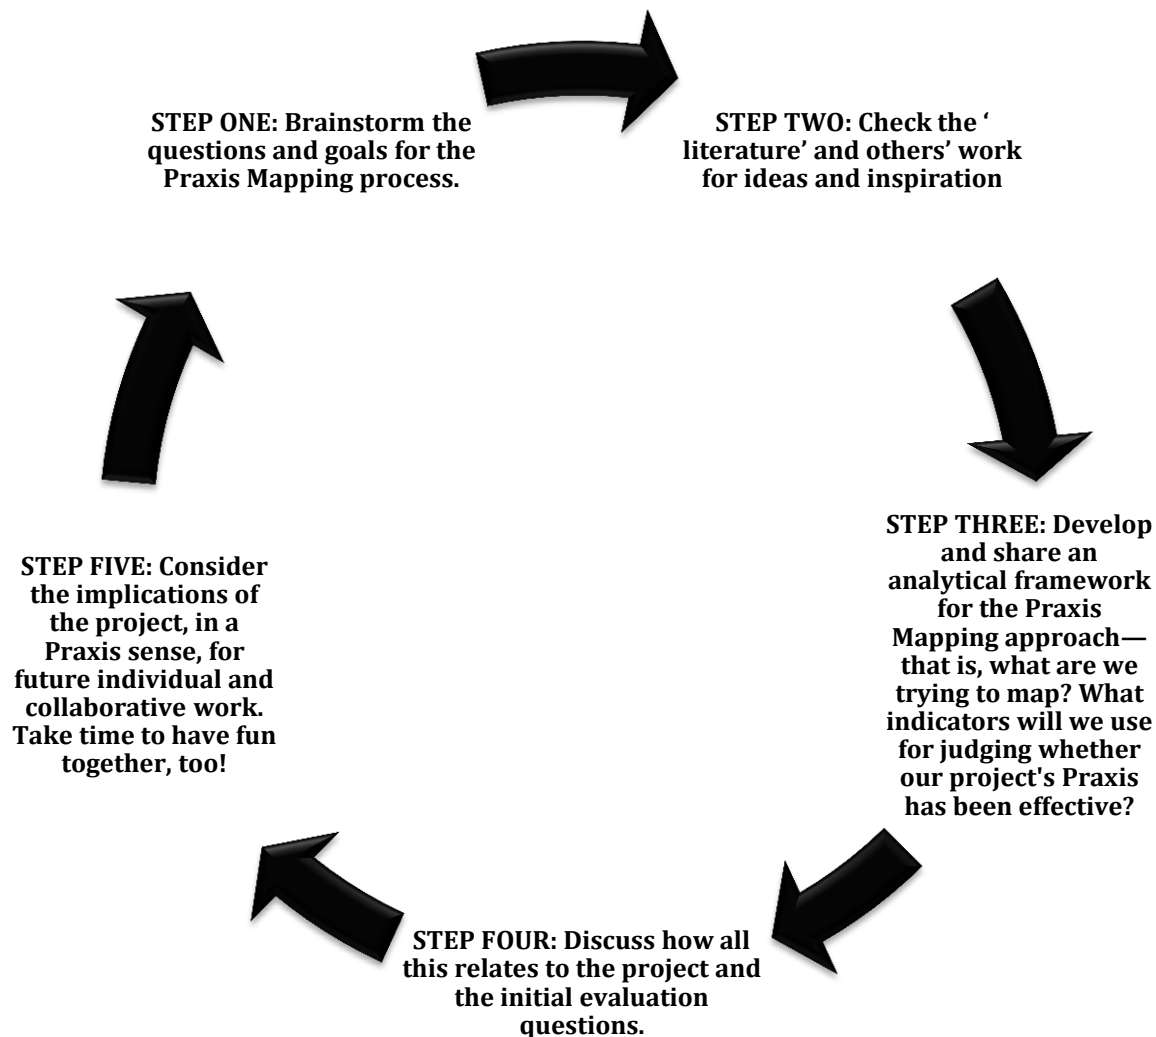 STEP ONE: Brainstorm the
questions and goals for the
Praxis Mapping process.
STEP TWO: Check the ‘
literature’ and others’ work
for ideas and inspiration
STEP THREE: Develop
and share an
analytical framework
for the Praxis
Mapping approach—
that is, what are we
trying to map? What
indicators will we use
for judging whether
our project's Praxis
has been effective?
STEP FOUR: Discuss how all
this relates to the project and
the initial evaluation
questions.
STEP FIVE: Consider
the implications of
the project, in a
Praxis sense, for
future individual and
collaborative work.
Take time to have fun
together, too!